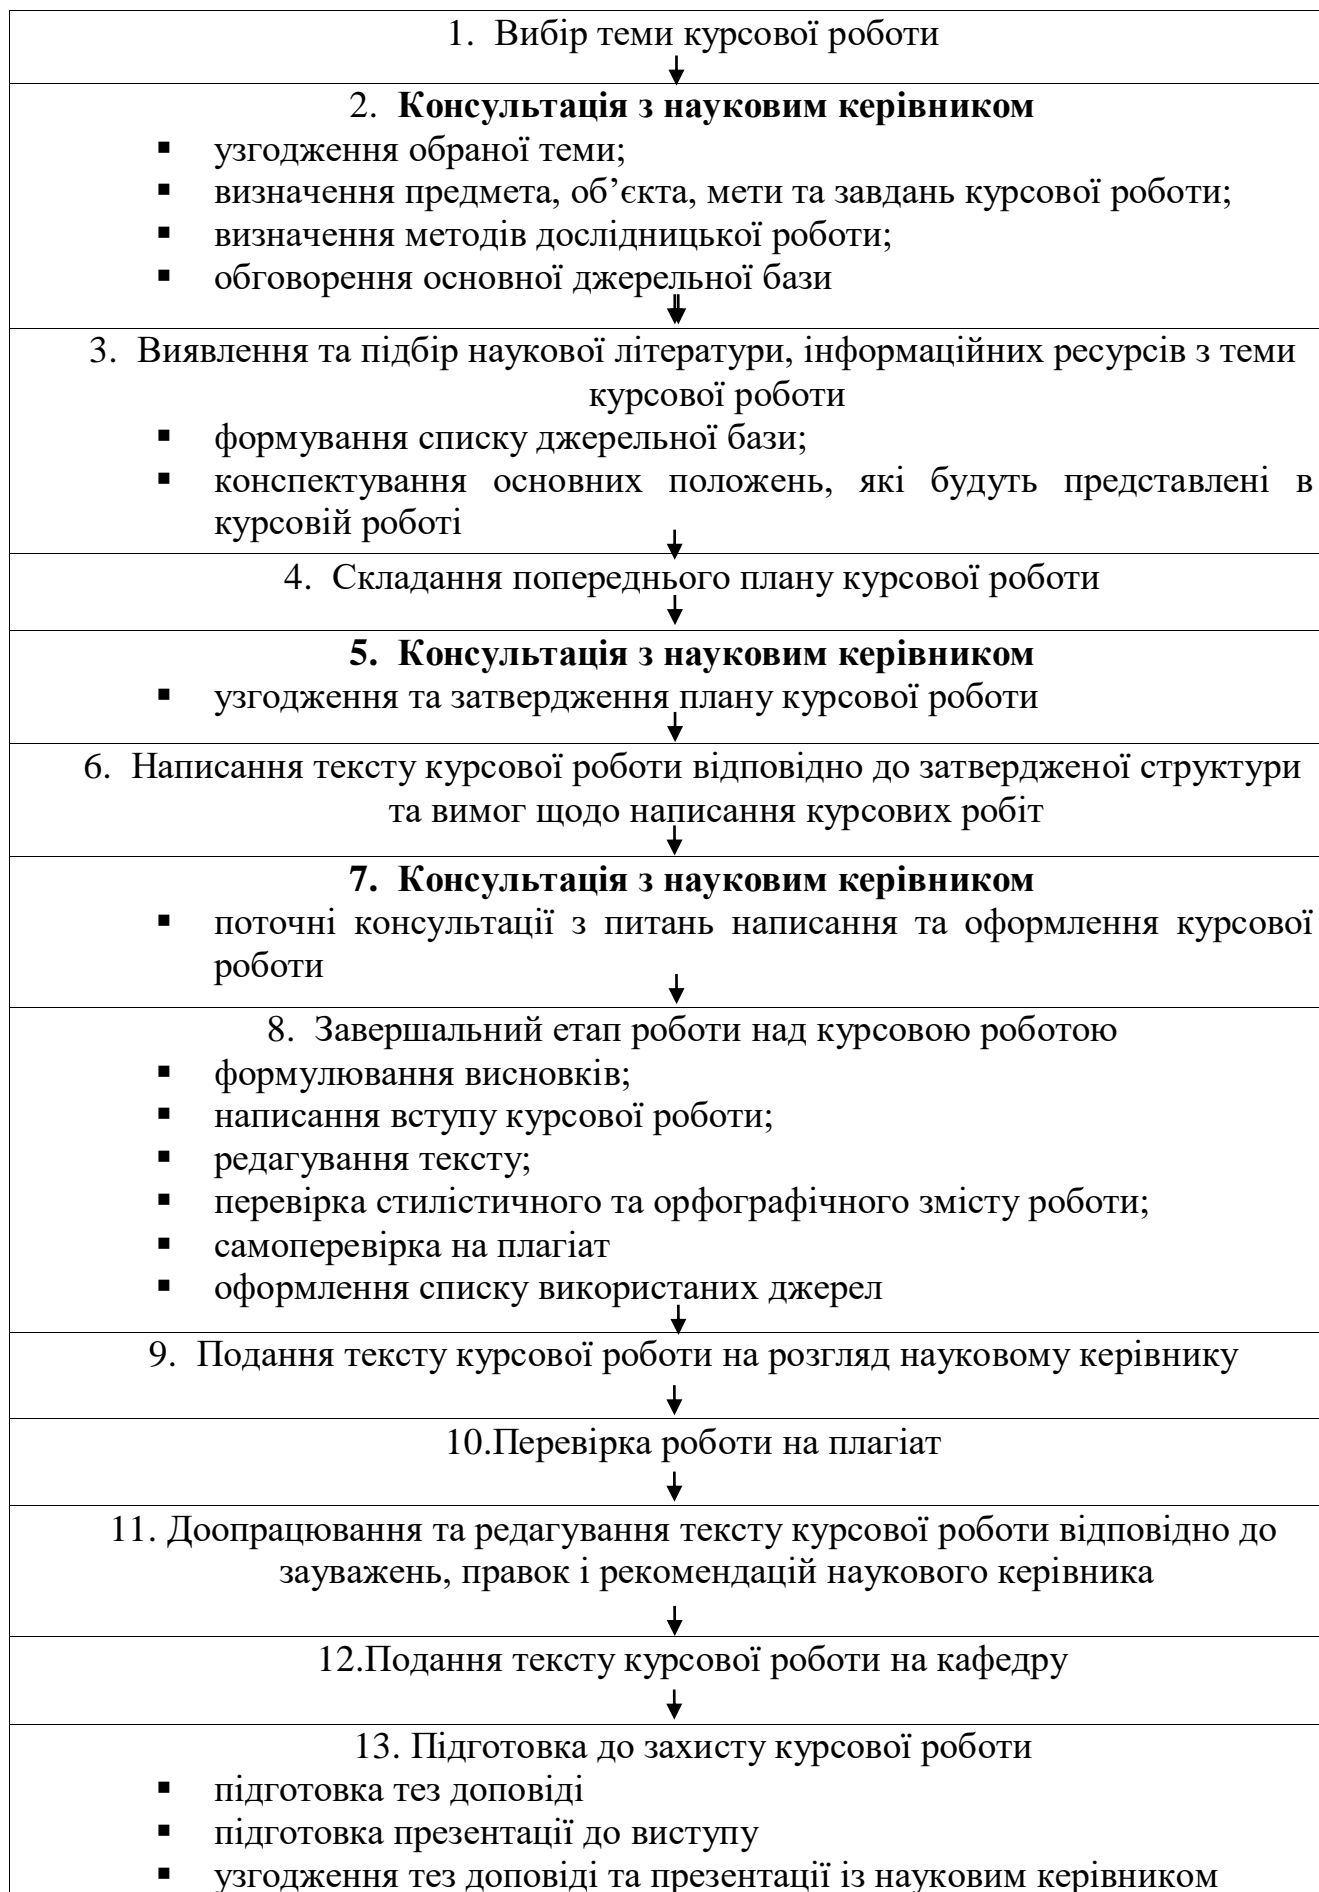 1. Вибір теми курсової роботи
2. Консультація з науковим керівником
▪ узгодження обраної теми;
▪ визначення предмета, об’єкта, мети та завдань курсової роботи;
▪ визначення методів дослідницької роботи;
▪ обговорення основної джерельної бази
3. Виявлення та підбір наукової літератури, інформаційних ресурсів з теми
курсової роботи
▪ формування списку джерельної бази;
▪ конспектування основних положень, які будуть представлені в
курсовій роботі
4. Складання попереднього плану курсової роботи
5. Консультація з науковим керівником
▪ узгодження та затвердження плану курсової роботи
6. Написання тексту курсової роботи відповідно до затвердженої структури
та вимог щодо написання курсових робіт
7. Консультація з науковим керівником
▪ поточні консультації з питань написання та оформлення курсової
роботи
8. Завершальний етап роботи над курсовою роботою
▪ формулювання висновків;
▪ написання вступу курсової роботи;
▪ редагування тексту;
▪ перевірка стилістичного та орфографічного змісту роботи;
▪ самоперевірка на плагіат
▪ оформлення списку використаних джерел
9. Подання тексту курсової роботи на розгляд науковому керівнику
10.Перевірка роботи на плагіат
11. Доопрацювання та редагування тексту курсової роботи відповідно до
зауважень, правок і рекомендацій наукового керівника
12.Подання тексту курсової роботи на кафедру
13. Підготовка до захисту курсової роботи
▪ підготовка тез доповіді
▪ підготовка презентації до виступу
▪ узгодження тез доповіді та презентації із науковим керівником